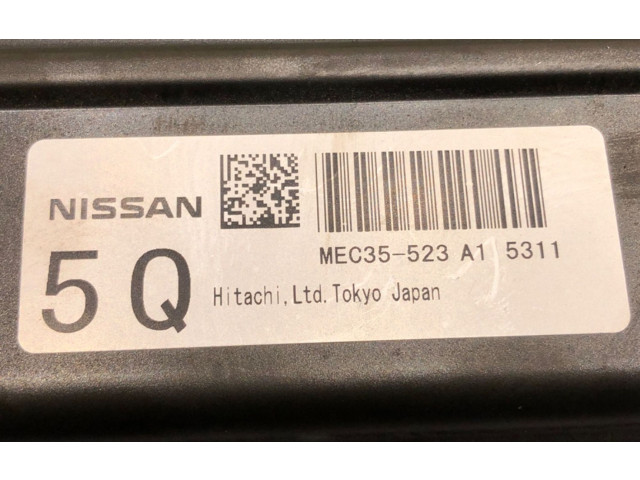 NISSAN
MEC35-523 A1 5311
5Q
Hitachi,Ltd.Tokyo Japan